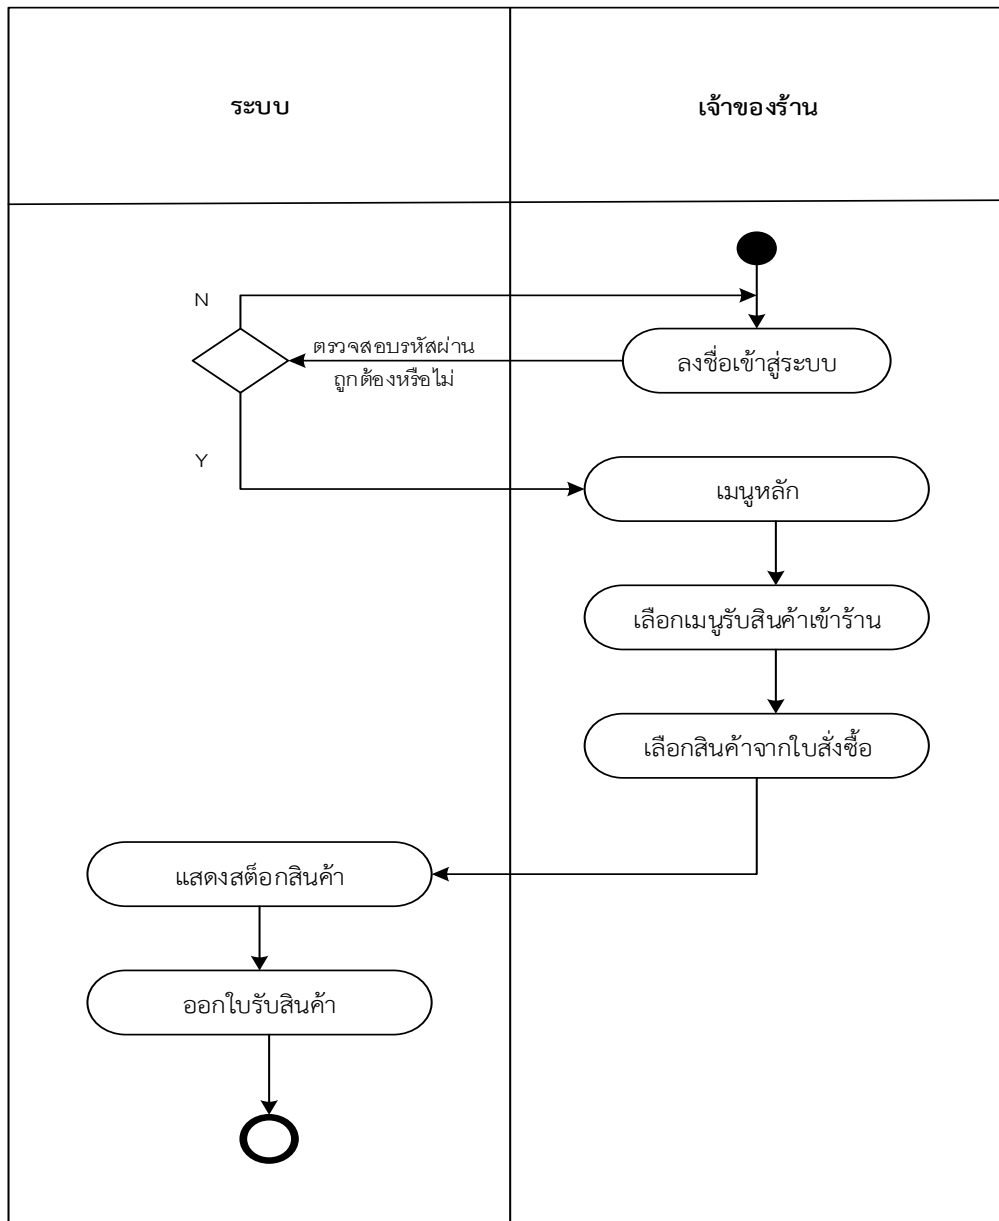 ระบบ
เจ้าของร้าน
N
ตรวจสอบรหัสผ่าน
ถูกต้องหรือไม่
ลงชื่อเข้าสู่ระบบ
Y
เมนูหลัก
เลือกเมนูรับสินค้าเข้าร้าน
เลือกสินค้าจากใบสั่งซื้อ
แสดงสต็อกสินค้า
ออกใบรับสินค้า